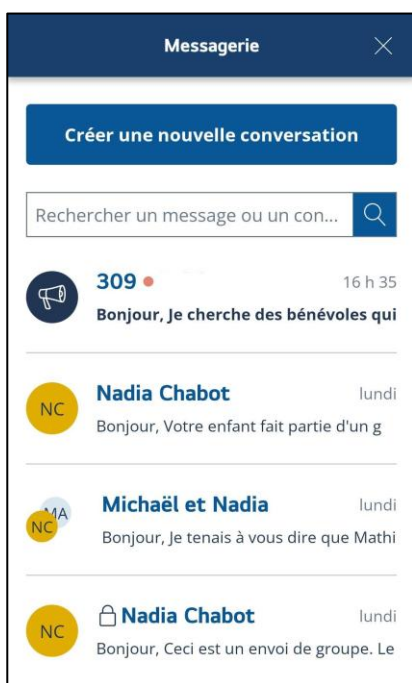 Messagerie
Créer une nouvelle conversation
Rechercher un message ou un con...
309
16 h 35
Bonjour, Je cherche des bénévoles qui
NC
Nadia Chabot
lundi
Bonjour, Votre enfant fait partie d'un g
MA
NC
Michaël et Nadia
lundi
Bonjour, Je tenais à vous dire que Mathi
NC
Nadia Chabot
lundi
Bonjour, Ceci est un envoi de groupe. Le